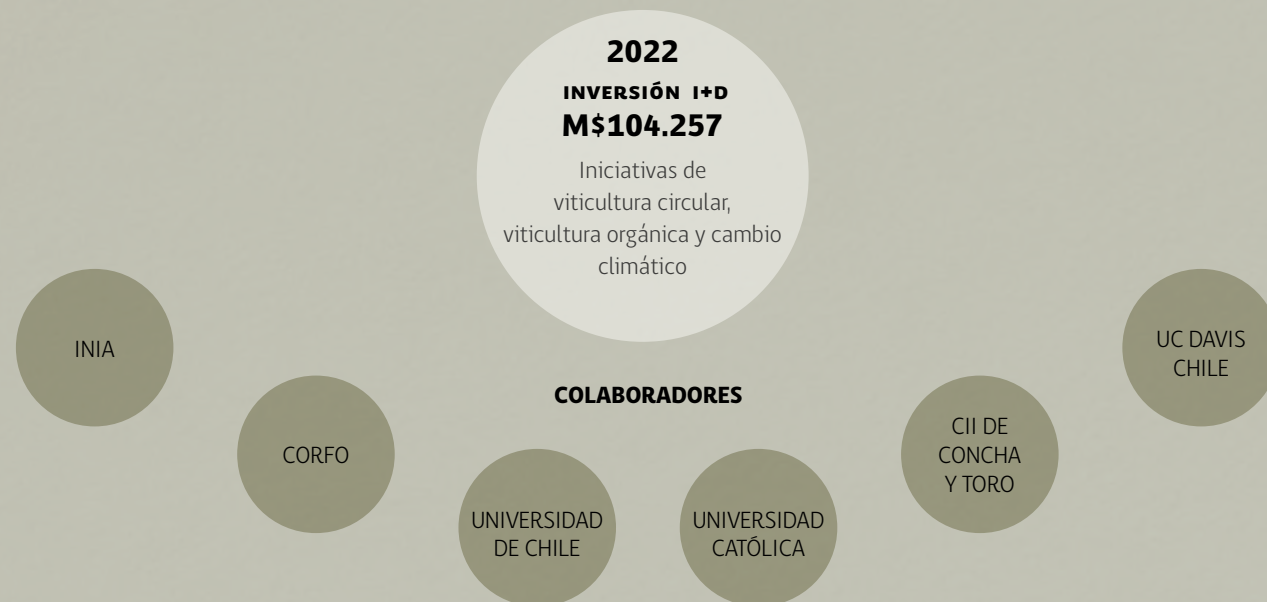 2022
INVERSIÓN I+D
M$104.257
Iniciativas de
viticultura circular,
viticultura orgánica y cambio
climático
COLABORADORES
INIA
CORFO
UNIVERSIDAD
DE CHILE
UNIVERSIDAD
CATÓLICA
CII DE
CONCHA
Y TORO
UC DAVIS
CHILE